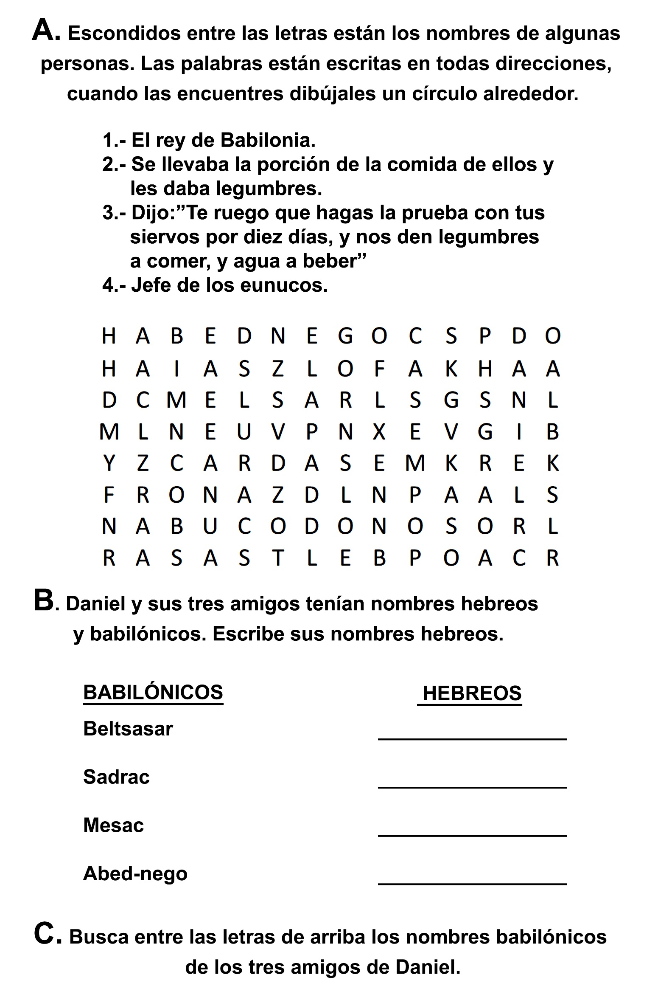 A. Escondidos entre las letras están los nombres de algunas
personas. Las palabras están escritas en todas direcciones,
cuando las encuentres dibújales un círculo alrededor.
1.- El rey de Babilonia.
2.- Se llevaba la porción de la comida de ellos y
les daba legumbres.
3.- Dijo:”Te ruego que hagas la prueba con tus
siervos por diez días, y nos den legumbres
a comer, y agua a beber”
4.- Jefe de los eunucos.
H A B E D N E G O C S P D O
H A I A S Z L O F A K H A A
D C M E L S A R L S G S N L
M L N E U V P N X E V G I B
Y Z C A R D A S E M K R E K
F R O N A Z D L N P A A L S
N A B U C O D O N O S O R L
R A S A S T L E B P O A C R
B. Daniel y sus tres amigos tenían nombres hebreos
y babilónicos. Escribe sus nombres hebreos.
BABILÓNICOS HEBREOS
Beltsasar
Sadrac
Mesac
Abed-nego
C. Busca entre las letras de arriba los nombres babilónicos
de los tres amigos de Daniel.